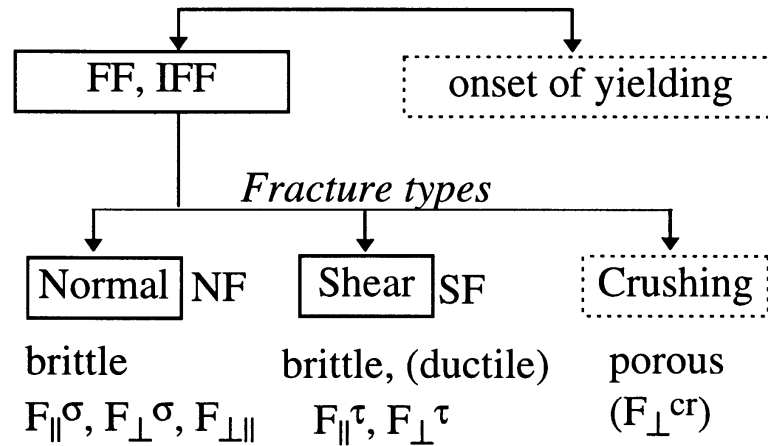 FF, IFF
onset of yielding
Fracture types
Normal NF
Shear SF
Crushing
brittle
brittle, (ductile)
porous
F∥σ, F⊥σ, F⊥∥
F∥τ, F⊥τ
(F⊥cr)